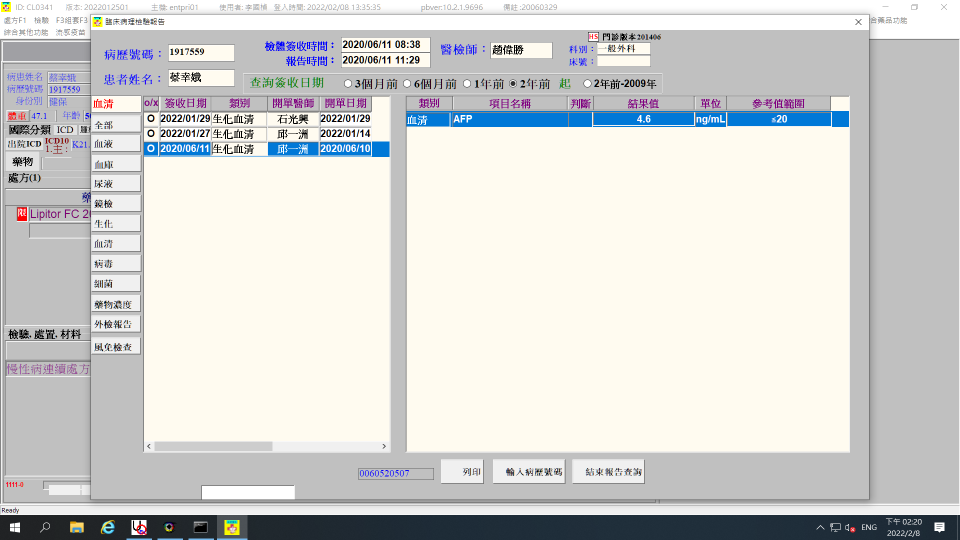 ID: CL0341 版本: 2022012501 主檔: entpri01 使用者: 李國楨 登入時間: 2022/02/08 13:35:35 pbver:10.2.1.9696 備註:20060329
處方F1 檢驗 F3組套F3
綜合其他功能 流感疫苗
臨床病理檢驗報告
病歷號碼: 1917559
檢體簽收時間: 2020/06/11 08:38
報告時間: 2020/06/11 11:29
醫檢師: 趙偉勝
HS 門診版本201406
科別: 一般外科
床號:
患者姓名: 蔡幸娥
查詢簽收日期 3個月前 6個月前 1年前 2年前 起 2年前-2009年
病患姓名 蔡幸娥
病歷號碼 1917559
身份別 健保
體重 47.1 年齡
國際分類 ICD
出院ICD ICD10 1.主: K21.
藥物
處方(1)
Lipitor FC 20
檢驗, 處置, 材料
慢性病連續處方
1111-0
血清
全部
血液
血庫
尿液
鏡檢
生化
血清
病毒
細菌
藥物濃度
外檢報告
風免檢查
o/x 簽收日期 類別 開單醫師 開單日期
O 2022/01/29 生化血清 石光興 2022/01/29
O 2022/01/27 生化血清 邱一洲 2022/01/14
O 2020/06/11 生化血清 邱一洲 2020/06/10
類別 項目名稱 判斷 結果值 單位 參考值範圍
血清 AFP 4.6 ng/mL ≤20
0060520507 列印 輸入病歷號碼 結束報告查詢
Ready
ENG 下午 02:20
2022/2/8